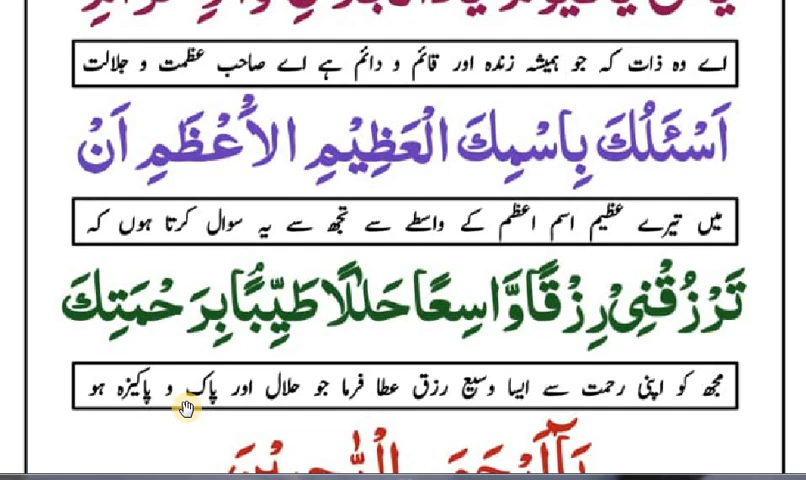 اے وہ ذات کہ جو ہمیشہ زندہ اور قائم و دائم ہے اے صاحب عظمت و جلالت
اَسْئَلُكَ بِاسْمِكَ الْعَظِيْمِ الْاَعْظَمِ اَنْ
میں تیرے عظیم اسم اعظم کے واسطے سے تجھ سے یہ سوال کرتا ہوں کہ
تَرْزُقْنِیْ رِزْقًا وَّاسِعًا حَلٰلًا طَيِّبًا بِرَحْمَتِكَ
مجھ کو اپنی رحمت سے ایسا وسیع رزق عطا فرما جو حلال اور پاک و پاکیزہ ہو